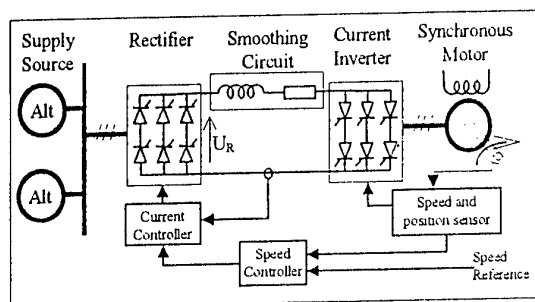 Supply
Source
Rectifier
Smoothing
Circuit
Current
Inverter
Synchronous
Motor
Alt
U_R
Alt
Current
Controller
Speed and
position sensor
Speed
Controller
Speed
Reference